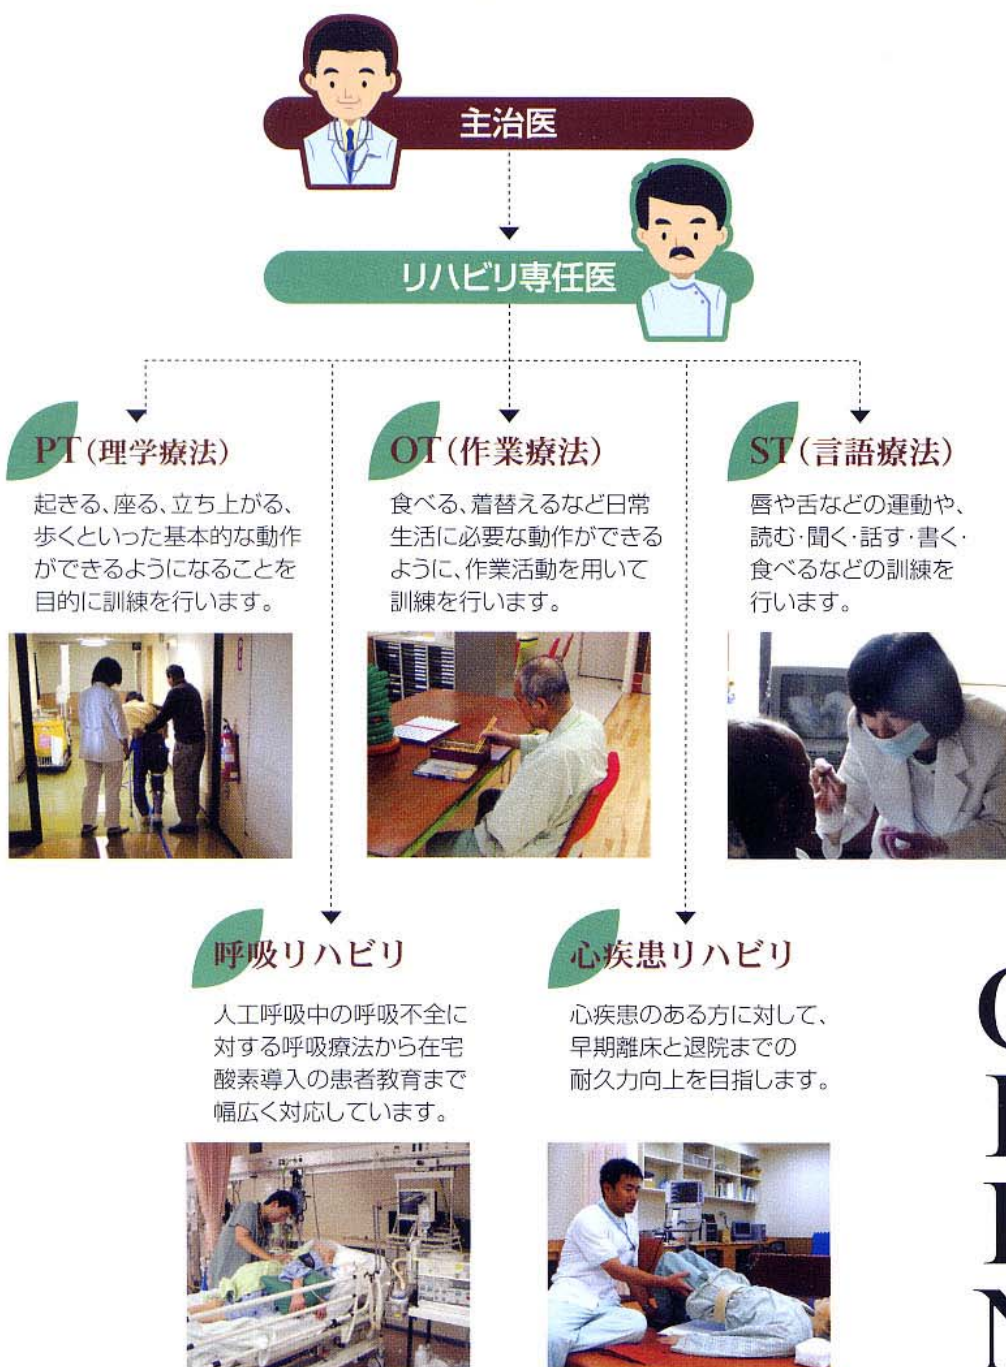 主治医
リハビリ専任医
PT(理学療法)
起きる、座る、立ち上がる、
歩くといった基本的な動作
ができるようになることを
目的に訓練を行います。
OT(作業療法)
食べる、着替えるなど日常
生活に必要な動作ができる
ように、作業活動を用いて
訓練を行います。
ST(言語療法)
唇や舌などの運動や、
読む・聞く・話す・書く・
食べるなどの訓練を
行います。
呼吸リハビリ
人工呼吸中の呼吸不全に
対する呼吸療法から在宅
酸素導入の患者教育まで
幅広く対応しています。
心疾患リハビリ
心疾患のある方に対して、
早期離床と退院までの
耐久力向上を目指します。